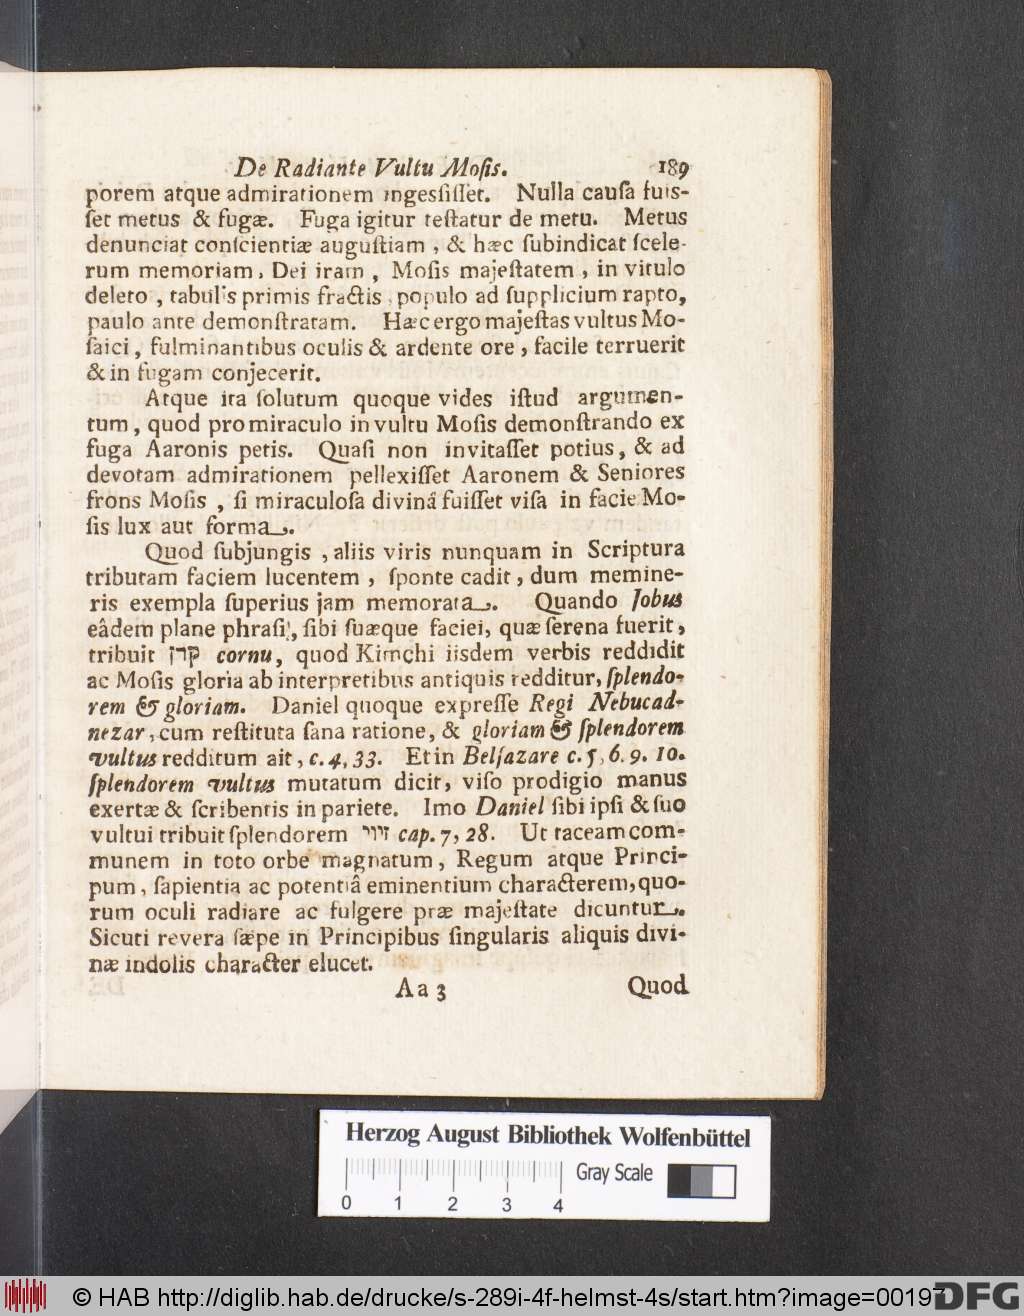 De Radiante Vultu Moſis. 189
porem atque admirationem ingeſſiſſet. Nulla cauſa fuiſ-
ſet metus & fugæ. Fuga igitur teſtatur de metu. Metus
denunciat conſcientiæ auguſtiam, & hæc ſubindicat ſcele-
rum memoriam, Dei iram, Moſis majeſtatem, in vitulo
deleto, tabulis primis fractis, populo ad ſupplicium rapto,
paulo ante demonſtratam. Hæc ergo majeſtas vultus Mo-
ſaici, fulminantibus oculis & ardente ore, facile terruerit
& in fugam conjecerit.
Atque ita ſolutum quoque vides iſtud argumen-
tum, quod pro miraculo in vultu Moſis demonſtrando ex
fuga Aaronis petis. Quaſi non invitaſſet potius, & ad
devotam admirationem pellexiſſet Aaronem & Seniores
frons Moſis, ſi miraculoſa divinâ fuiſſet viſa in facie Mo-
ſis lux aut forma.
Quod ſubjungis, aliis viris nunquam in Scriptura
tributam faciem lucentem, ſponte cadit, dum memine-
ris exempla ſuperius jam memorata. Quando Jobus
eâdem plane phraſi, ſibi ſuæque faciei, quæ ſerena fuerit,
tribuit קרן cornu, quod Kimchi iisdem verbis reddidit
ac Moſis gloria ab interpretibus antiquis redditur, ſplendo-
rem & gloriam. Daniel quoque expreſſe Regi Nebucad-
nezar, cum reſtituta ſana ratione, & gloriam & ſplendorem
vultus redditum ait, c. 4, 33. Et in Belſazare c. 5, 6. 9. 10.
ſplendorem vultus mutatum dicit, viſo prodigio manus
exertæ & ſcribentis in pariete. Imo Daniel ſibi ipſi & ſuo
vultui tribuit ſplendorem זיו cap. 7, 28. Ut taceam com-
munem in toto orbe magnatum, Regum atque Princi-
pum, ſapientia ac potentiâ eminentium characterem, quo-
rum oculi radiare ac fulgere præ majeſtate dicuntur.
Sicuti revera ſæpe in Principibus ſingularis aliquis divi-
næ indolis character elucet.
Aa 3 Quod
Herzog August Bibliothek Wolfenbüttel
Gray Scale
0 1 2 3 4
© HAB http://diglib.hab.de/drucke/s-289i-4f-helmst-4s/start.htm?image=00197
DFG